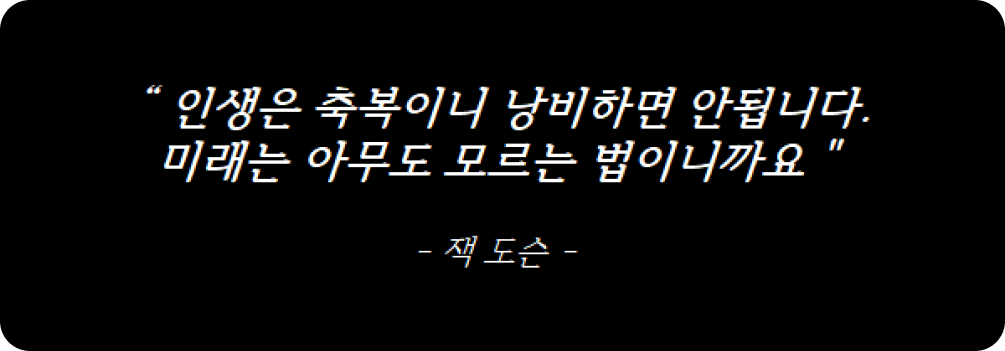 “ 인생은 축복이니 낭비하면 안됩니다.
미래는 아무도 모르는 법이니까요 "
- 잭 도슨 -